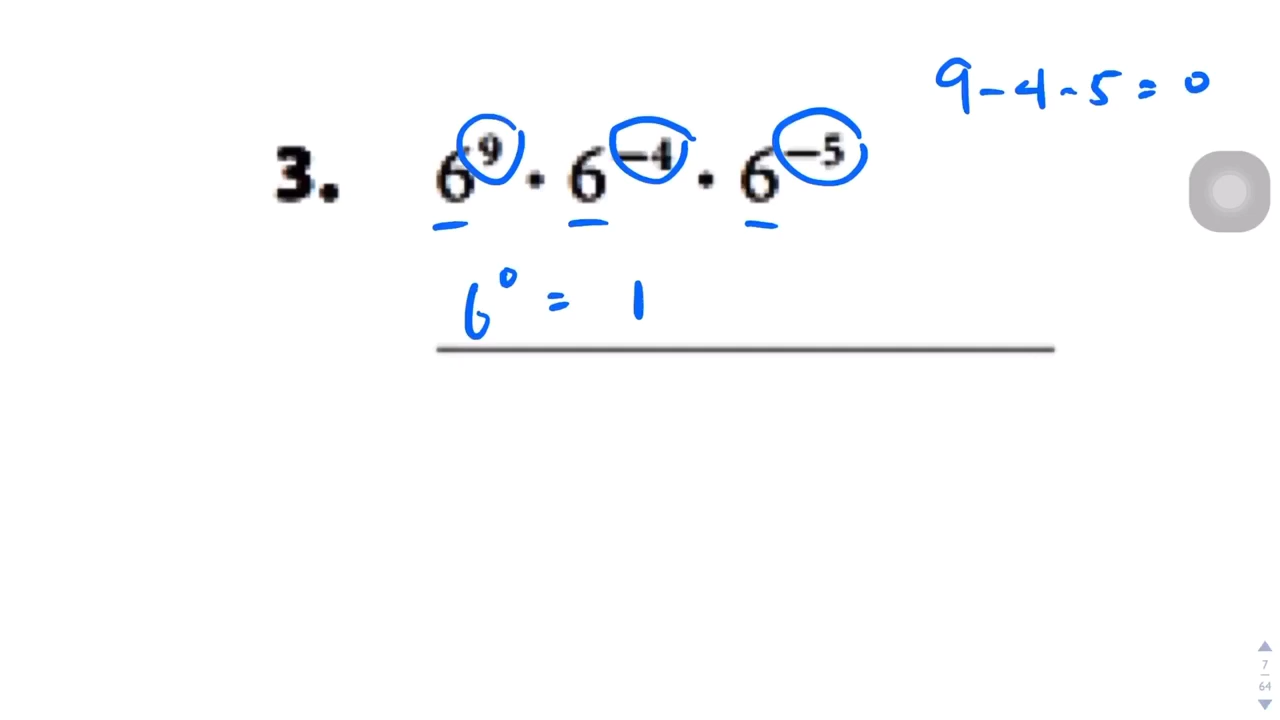 9-4-5=0
3. 6⁹ · 6⁻⁴ · 6⁻⁵
6⁰ = 1
7
64